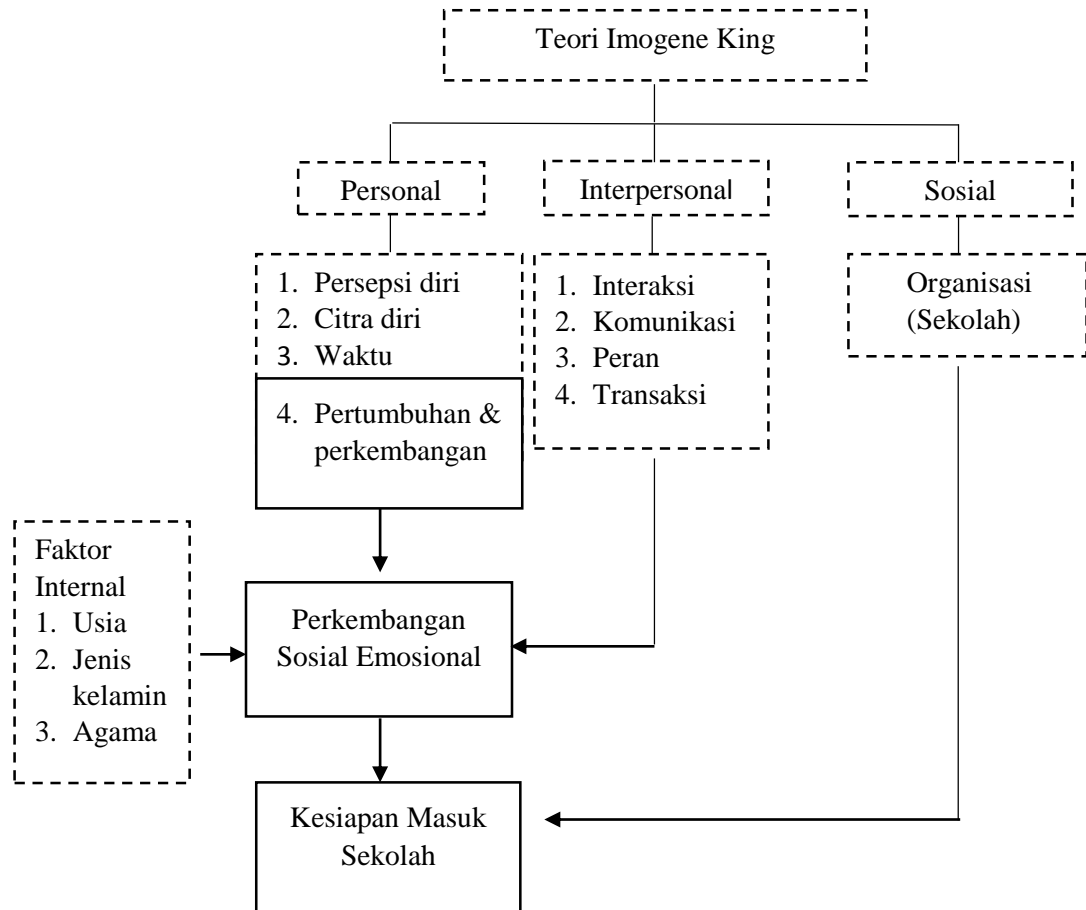 Teori Imogene King
Personal
Interpersonal
Sosial
1. Persepsi diri
2. Citra diri
3. Waktu
4. Pertumbuhan &
perkembangan
1. Interaksi
2. Komunikasi
3. Peran
4. Transaksi
Organisasi
(Sekolah)
Faktor
Internal
1. Usia
2. Jenis
kelamin
3. Agama
Perkembangan
Sosial Emosional
Kesiapan Masuk
Sekolah